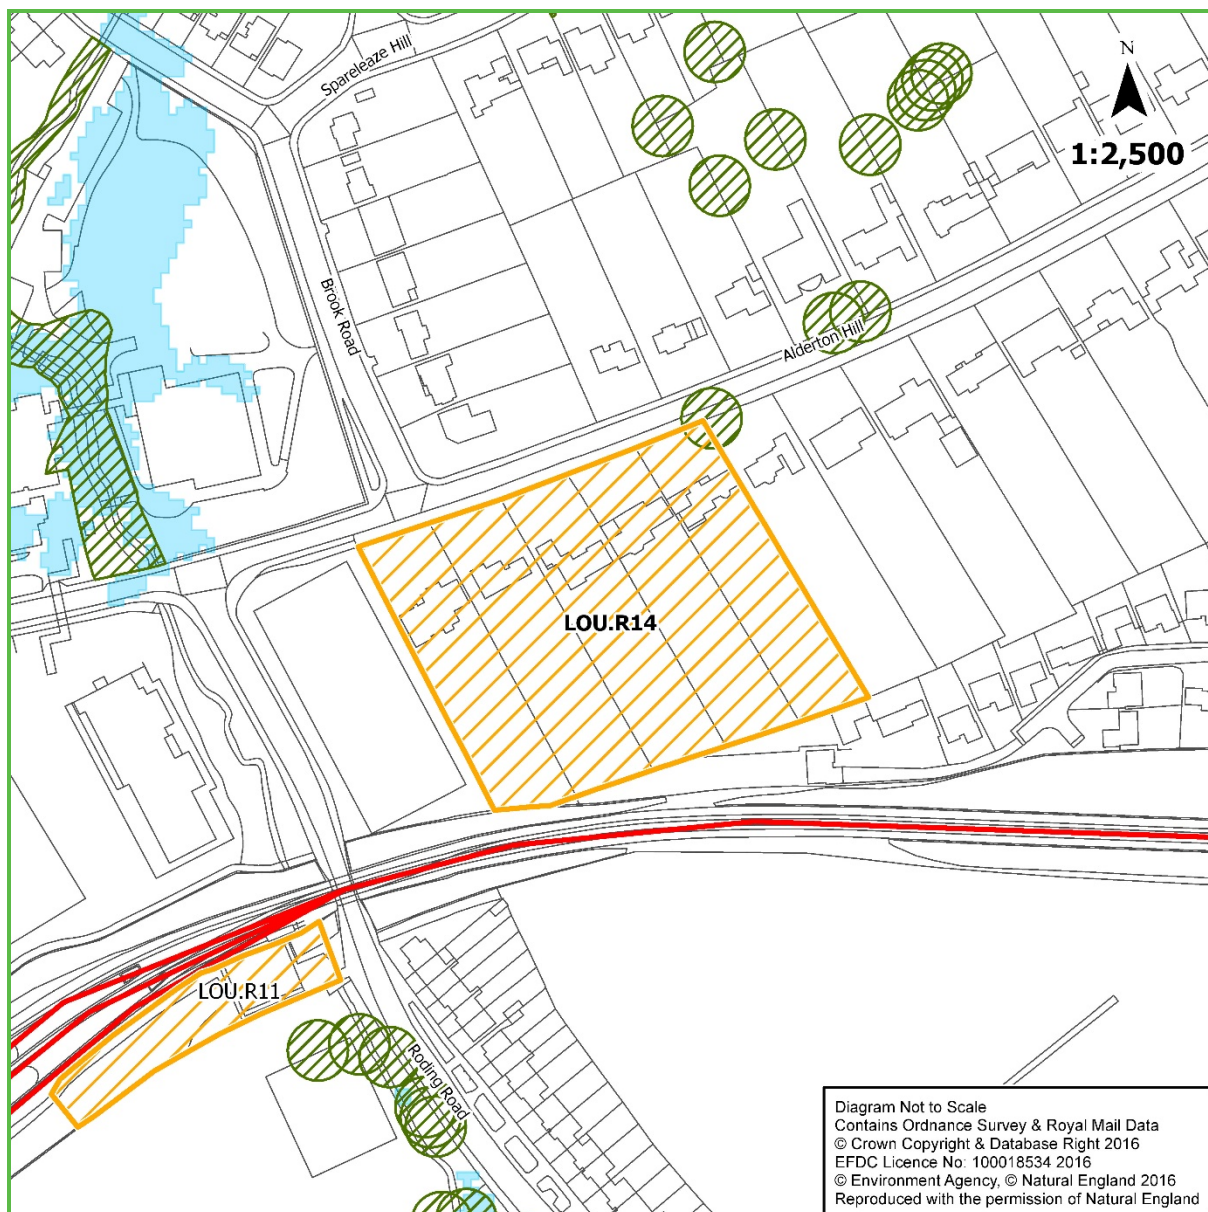 Spareleaze Hill
N
1:2,500
Brook Road
Alderton Hill
LOU.R14
LOU.R11
Roding Road
Diagram Not to Scale
Contains Ordnance Survey & Royal Mail Data
© Crown Copyright & Database Right 2016
EFDC Licence No: 100018534 2016
© Environment Agency, © Natural England 2016
Reproduced with the permission of Natural England